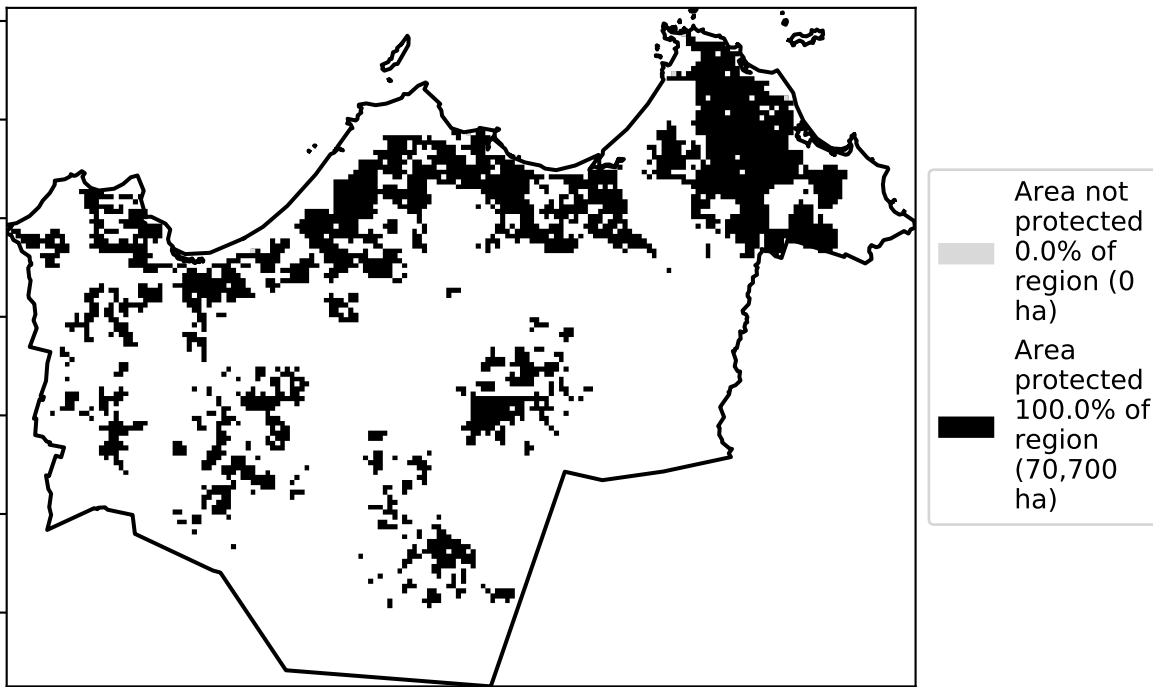 Area not
protected
0.0% of
region (0
ha)
Area
protected
100.0% of
region
(70,700
ha)